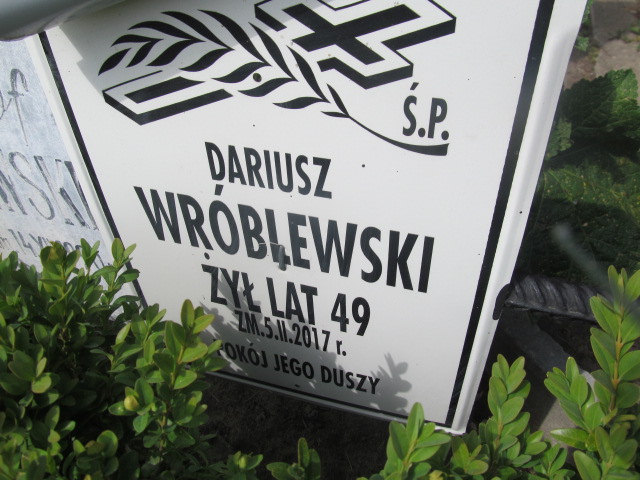 Ś.P.
DARIUSZ
WRÓBLEWSKI
ŻYŁ LAT 49
ZM.5.II.2017 r.
POKÓJ JEGO DUSZY